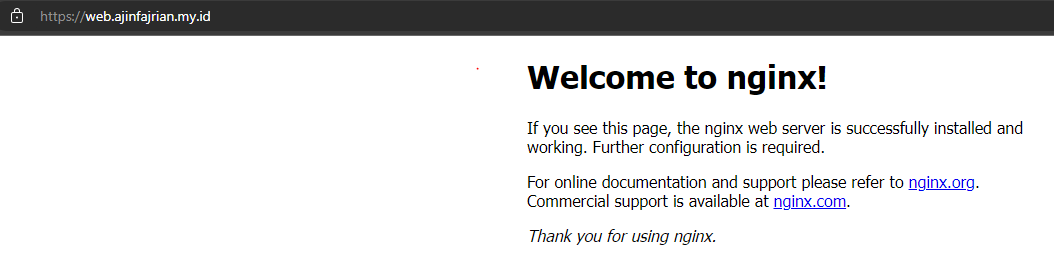 https://web.ajinfajrian.my.id
Welcome to nginx!
If you see this page, the nginx web server is successfully installed and
working. Further configuration is required.
For online documentation and support please refer to nginx.org.
Commercial support is available at nginx.com.
Thank you for using nginx.